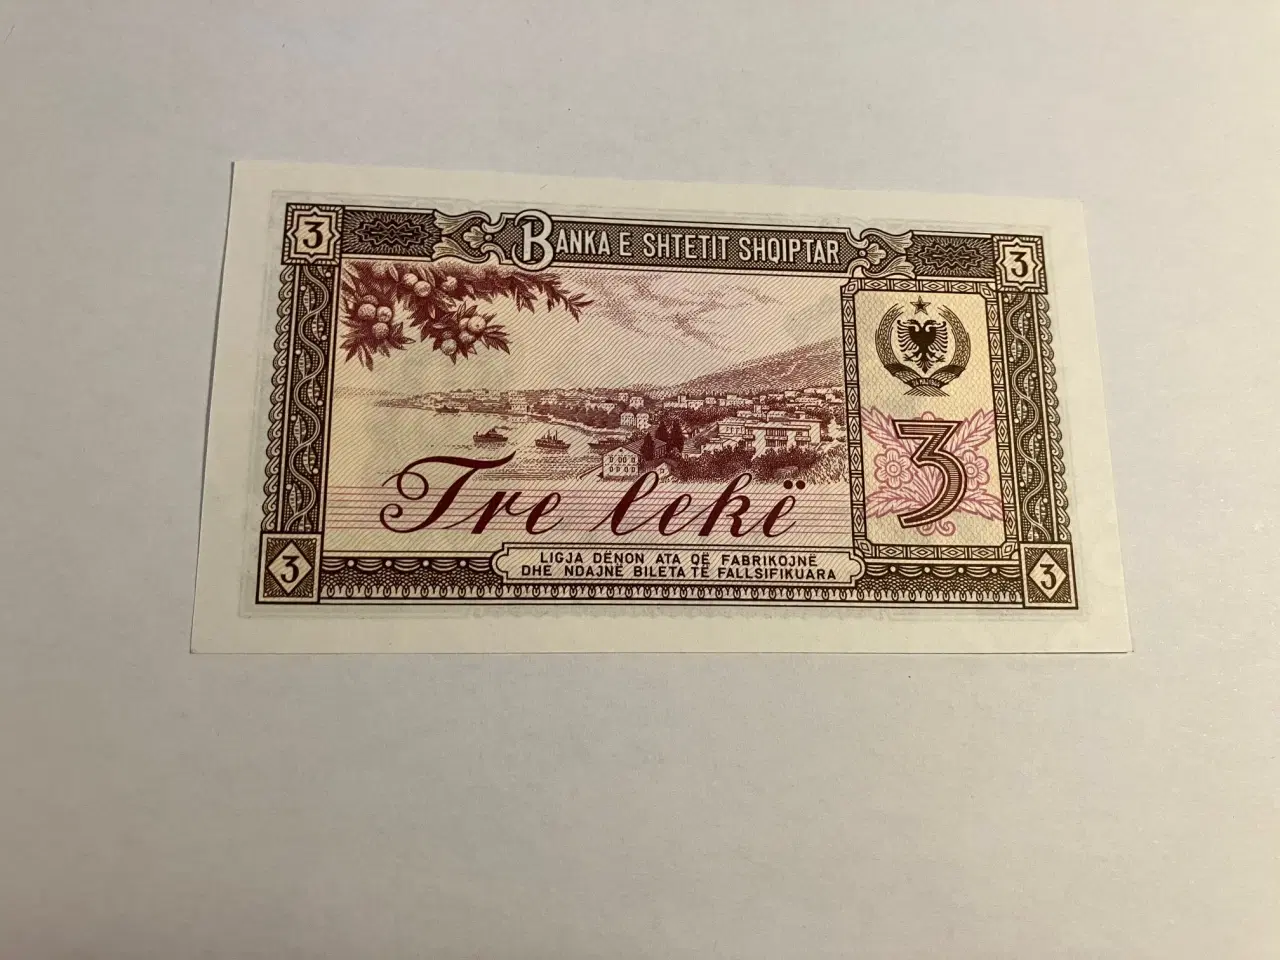 3
BANKA E SHTETIT SHQIPTAR
3
3
Tre lekë
LIGJA DËNON ATA QË FABRIKOJNË
DHE NDAJNË BILETA TË FALLSIFIKUARA
3
3